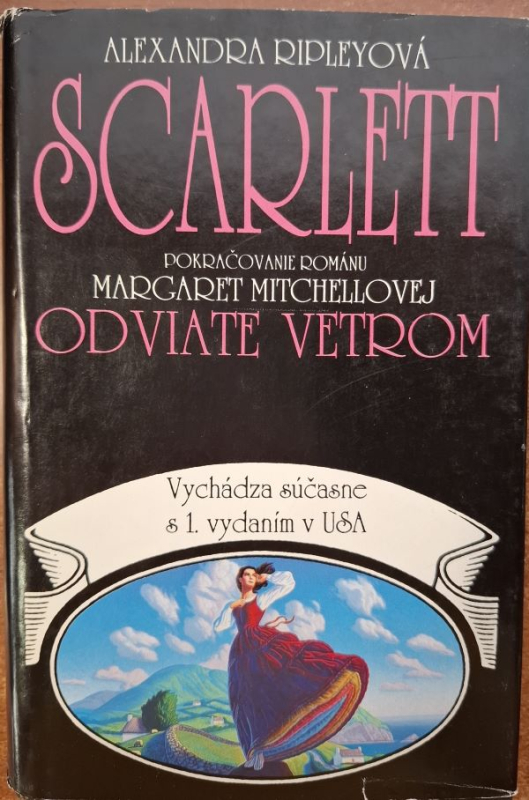 ALEXANDRA RIPLEYOVÁ
SCARLETT
POKRAČOVANIE ROMÁNU
MARGARET MITCHELLOVEJ
ODVIATE VETROM
Vychádza súčasne
s 1. vydaním v USA